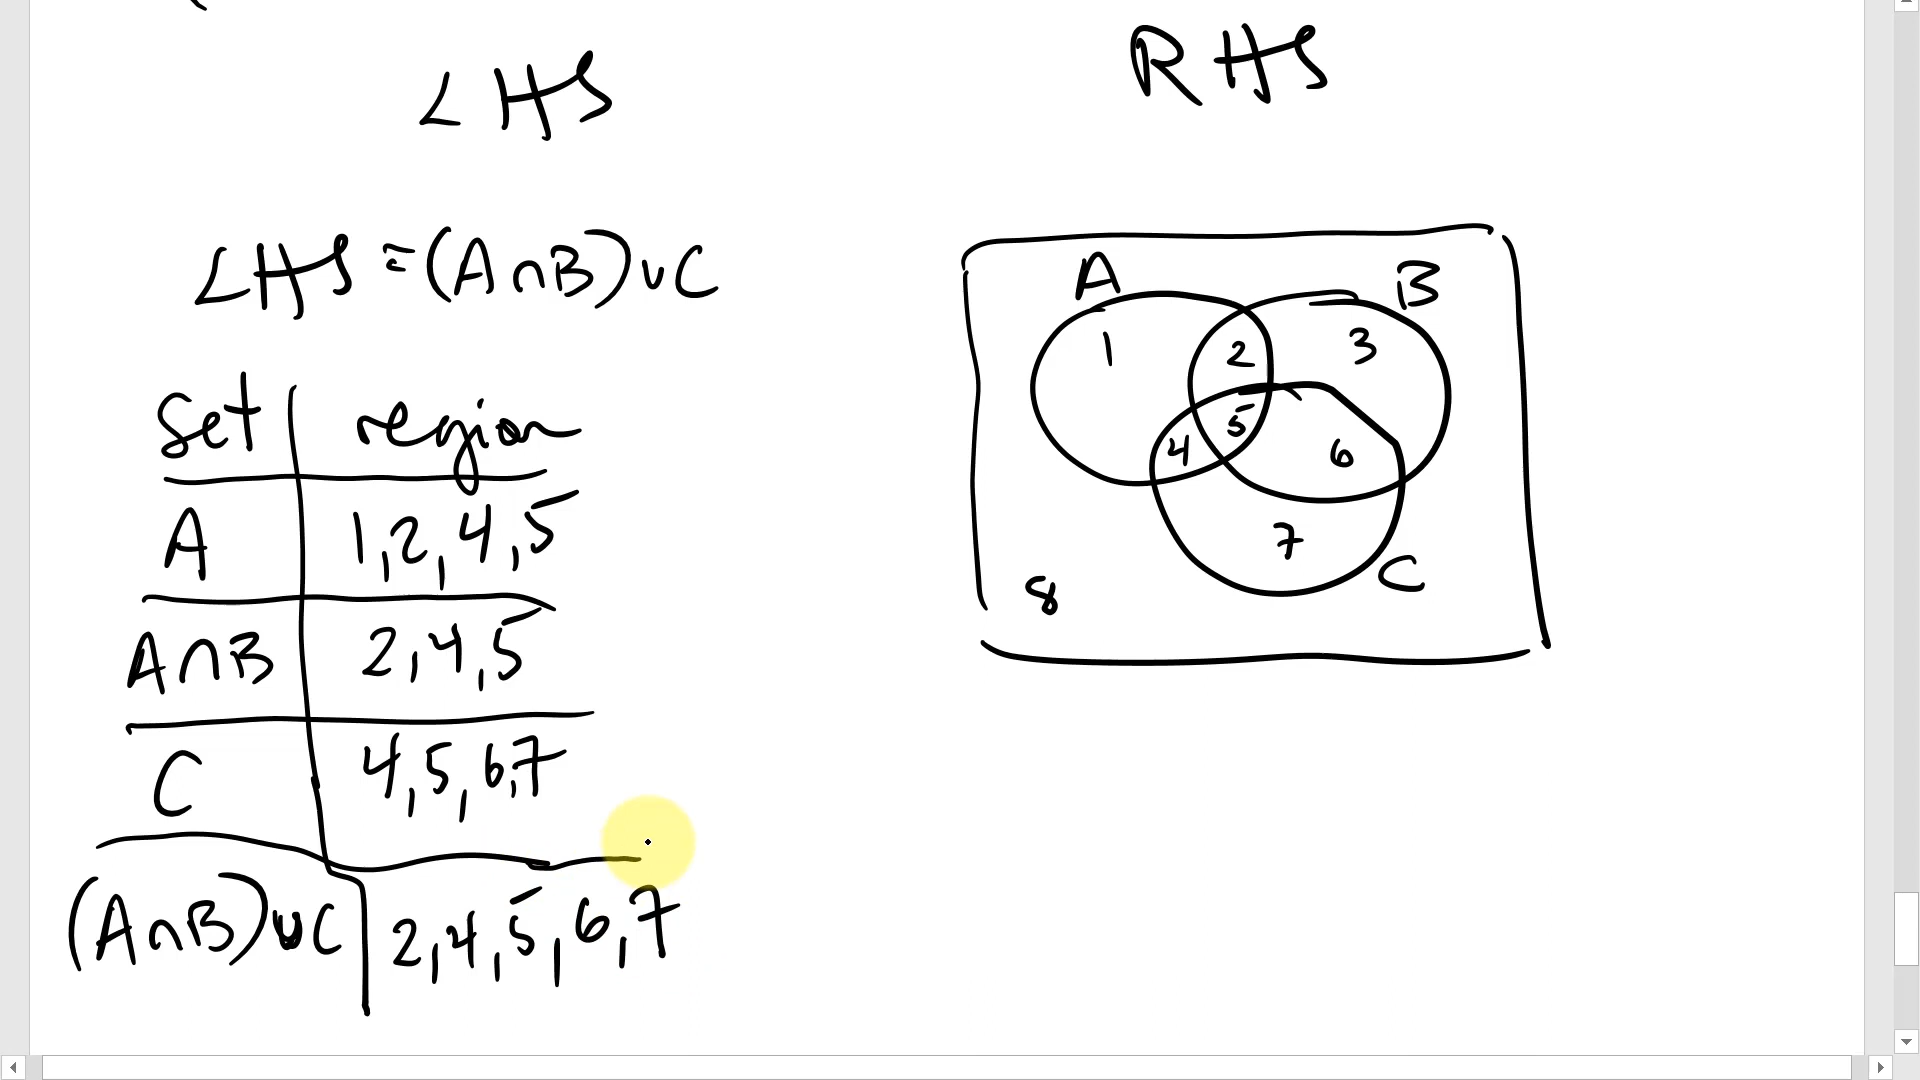 LHS
RHS
LHS = (A∩B)∪C
Set region
A 1,2,4,5
A∩B 2,4,5
C 4,5,6,7
(A∩B)∪C 2,4,5,6,7
A B
1 2 3
4 5 6
7
C
8